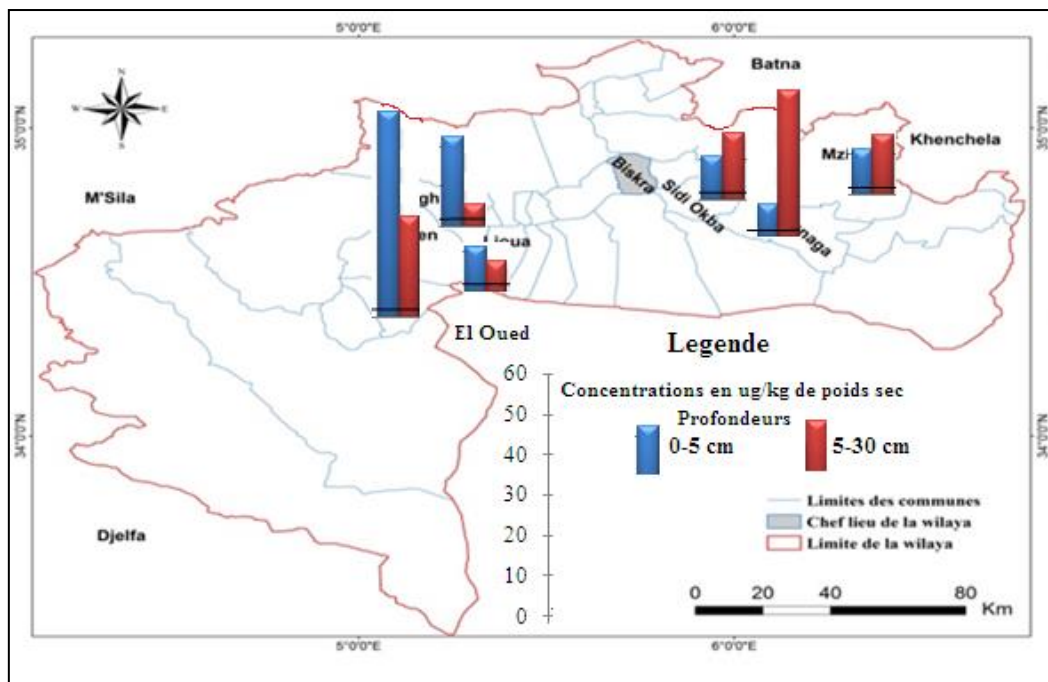 5°0'0"E 6°0'0"E
N
W E
S
Batna
35°0'0"N 35°0'0"N
Khenchela
M'Sila
Biskra
Sidi Okba
El Oued
Legende
Concentrations en ug/kg de poids sec
Profondeurs
0-5 cm 5-30 cm
60
50
40
30
20
10
0
34°0'0"N 34°0'0"N
Limites des communes
Chef lieu de la wilaya
Limite de la wilaya
Djelfa
0 20 40 80
Km
5°0'0"E 6°0'0"E